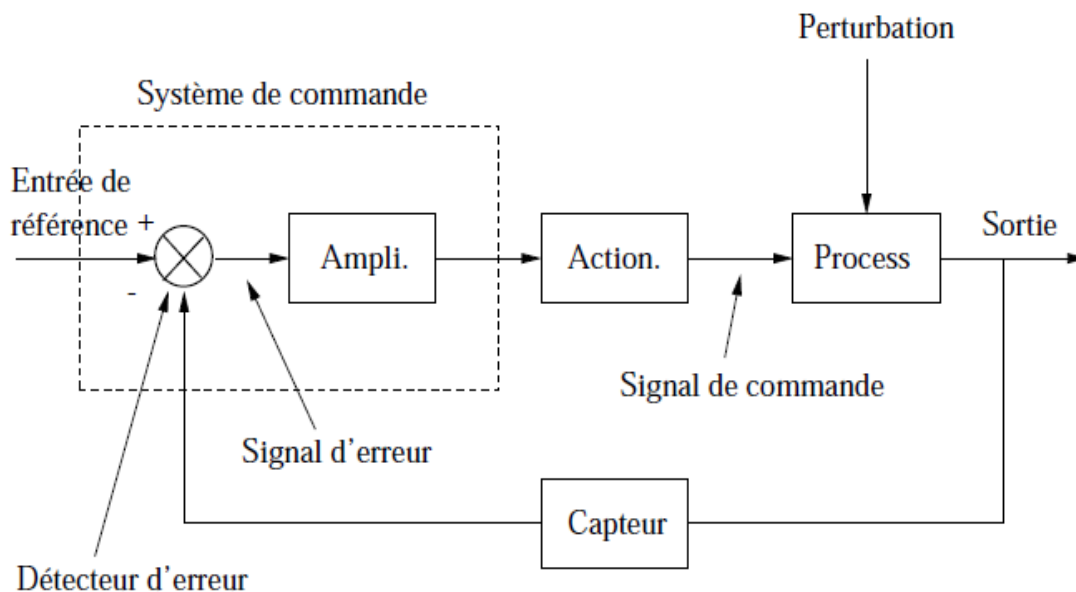 Perturbation
Système de commande
Entrée de
référence +
-
Ampli.
Action.
Process
Sortie
Signal de commande
Signal d'erreur
Capteur
Détecteur d'erreur